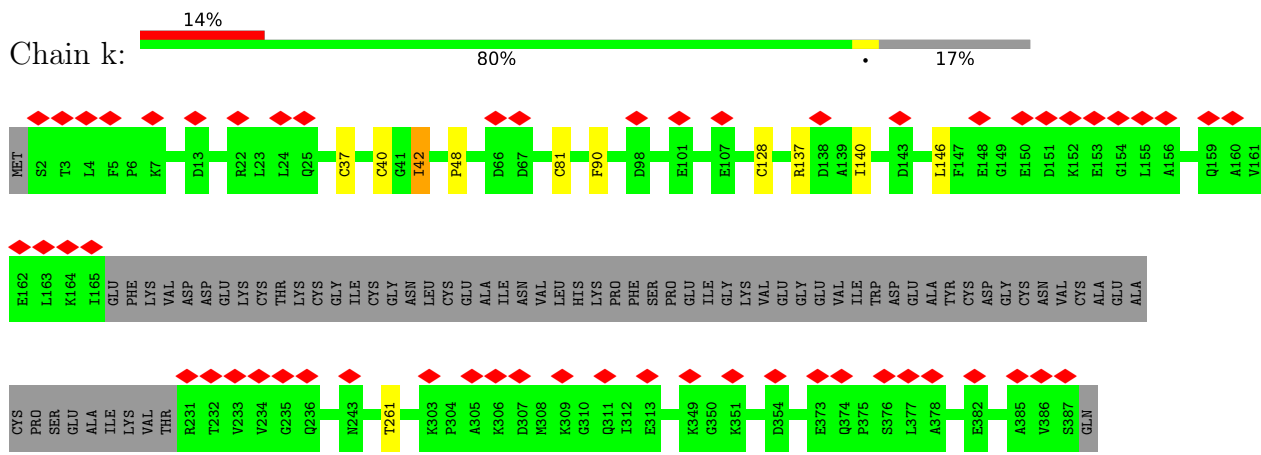 14%
Chain k:
80%
•
17%
MET S2 T3 L4 F5 P6 K7 D13 R22 L23 L24 Q25 C37 C40 G41 I42 P48 D66 D67 C81 F90 D98 E101 E107 C128 R137 D138 A139 I140 D143 L146 F147 E148 G149 E150 D151 K152 E153 G154 L155 A156 Q159 A160 V161
E162 L163 K164 I165 GLU PHE LYS VAL ASP ASP GLU LYS CYS THR LYS CYS GLY ILE CYS GLY ASN LEU CYS GLU ALA ILE ASN VAL LEU HIS LYS PRO PHE SER PRO GLU ILE GLY LYS VAL GLU GLY GLU VAL ILE TRP ASP GLU ALA TYR CYS ASP GLY CYS ASN VAL CYS ALA GLU ALA
CYS PRO SER GLU ALA ILE LYS VAL THR R231 T232 V233 V234 G235 Q236 N243 T261 K303 P304 A305 K306 D307 M308 K309 G310 Q311 I312 E313 K349 G350 K351 D354 E373 Q374 P375 S376 L377 A378 E382 A385 V386 S387 GLN